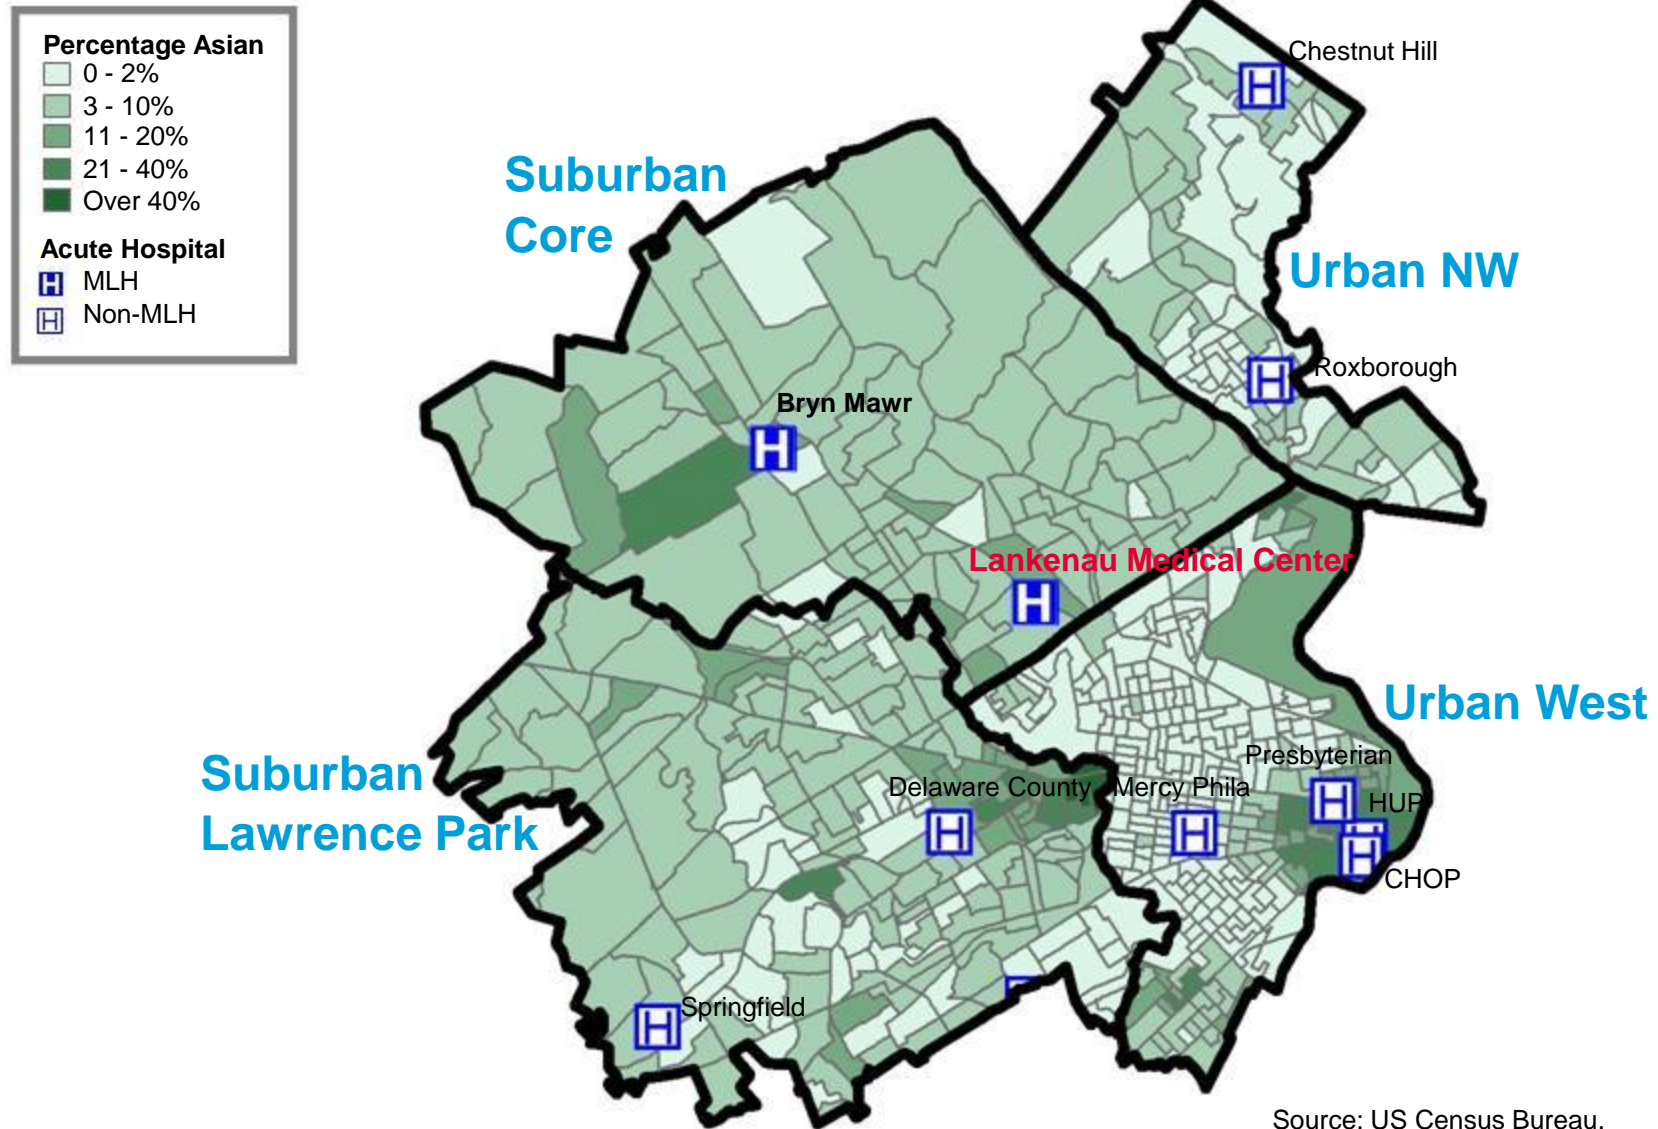 Percentage Asian
0 - 2%
3 - 10%
11 - 20%
21 - 40%
Over 40%
Acute Hospital
H MLH
H Non-MLH
Chestnut Hill
H
Suburban
Core
Urban NW
Roxborough
H
Bryn Mawr
H
Lankenau Medical Center
H
Urban West
Presbyterian
Suburban
Lawrence Park
Delaware County
Mercy Phila
H
H
H
HUP
H
H
CHOP
Springfield
H
Source: US Census Bureau.